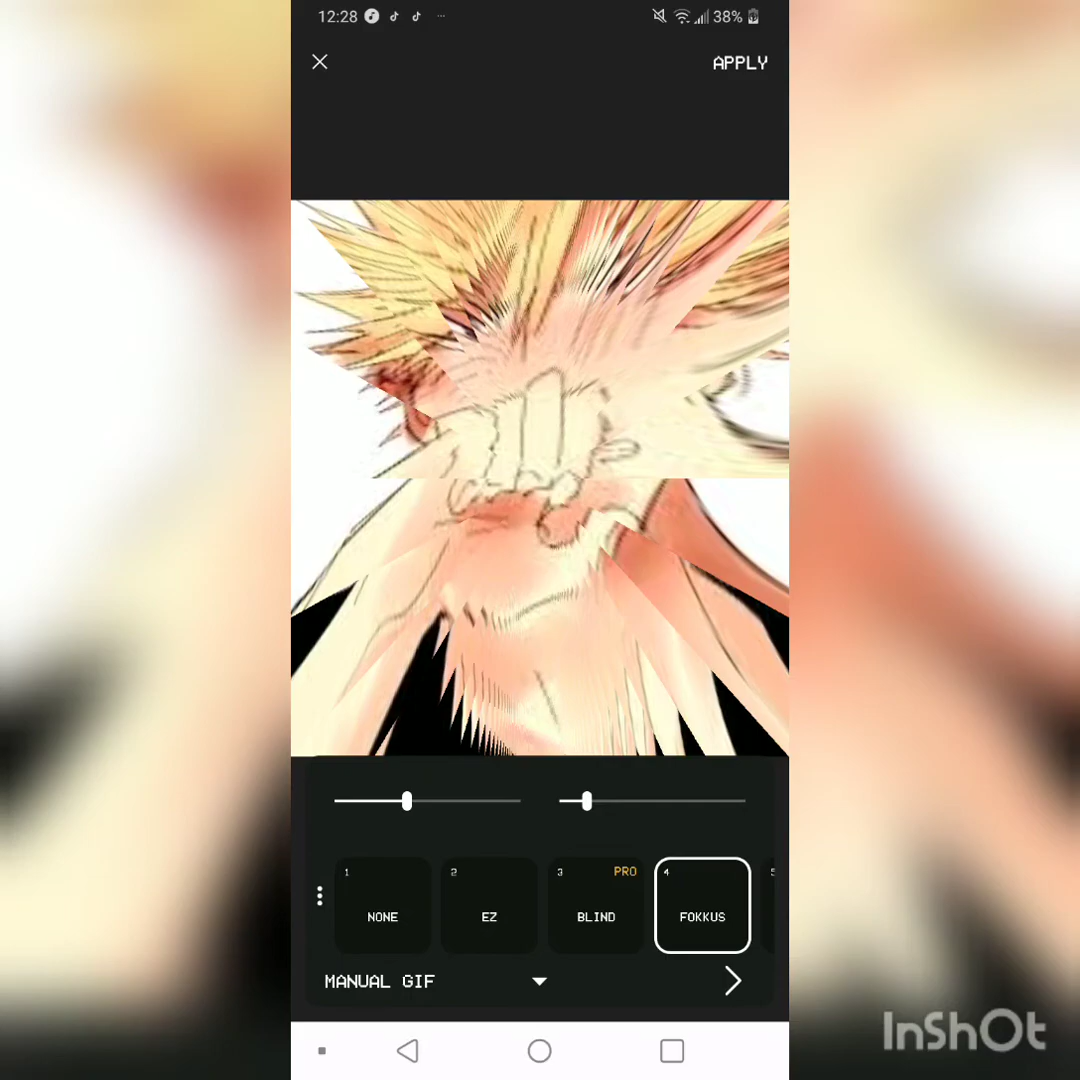 12:28
38%
APPLY
1
2
3 PRO
4
5
NONE
EZ
BLIND
FOKKUS
MANUAL GIF
InShOt